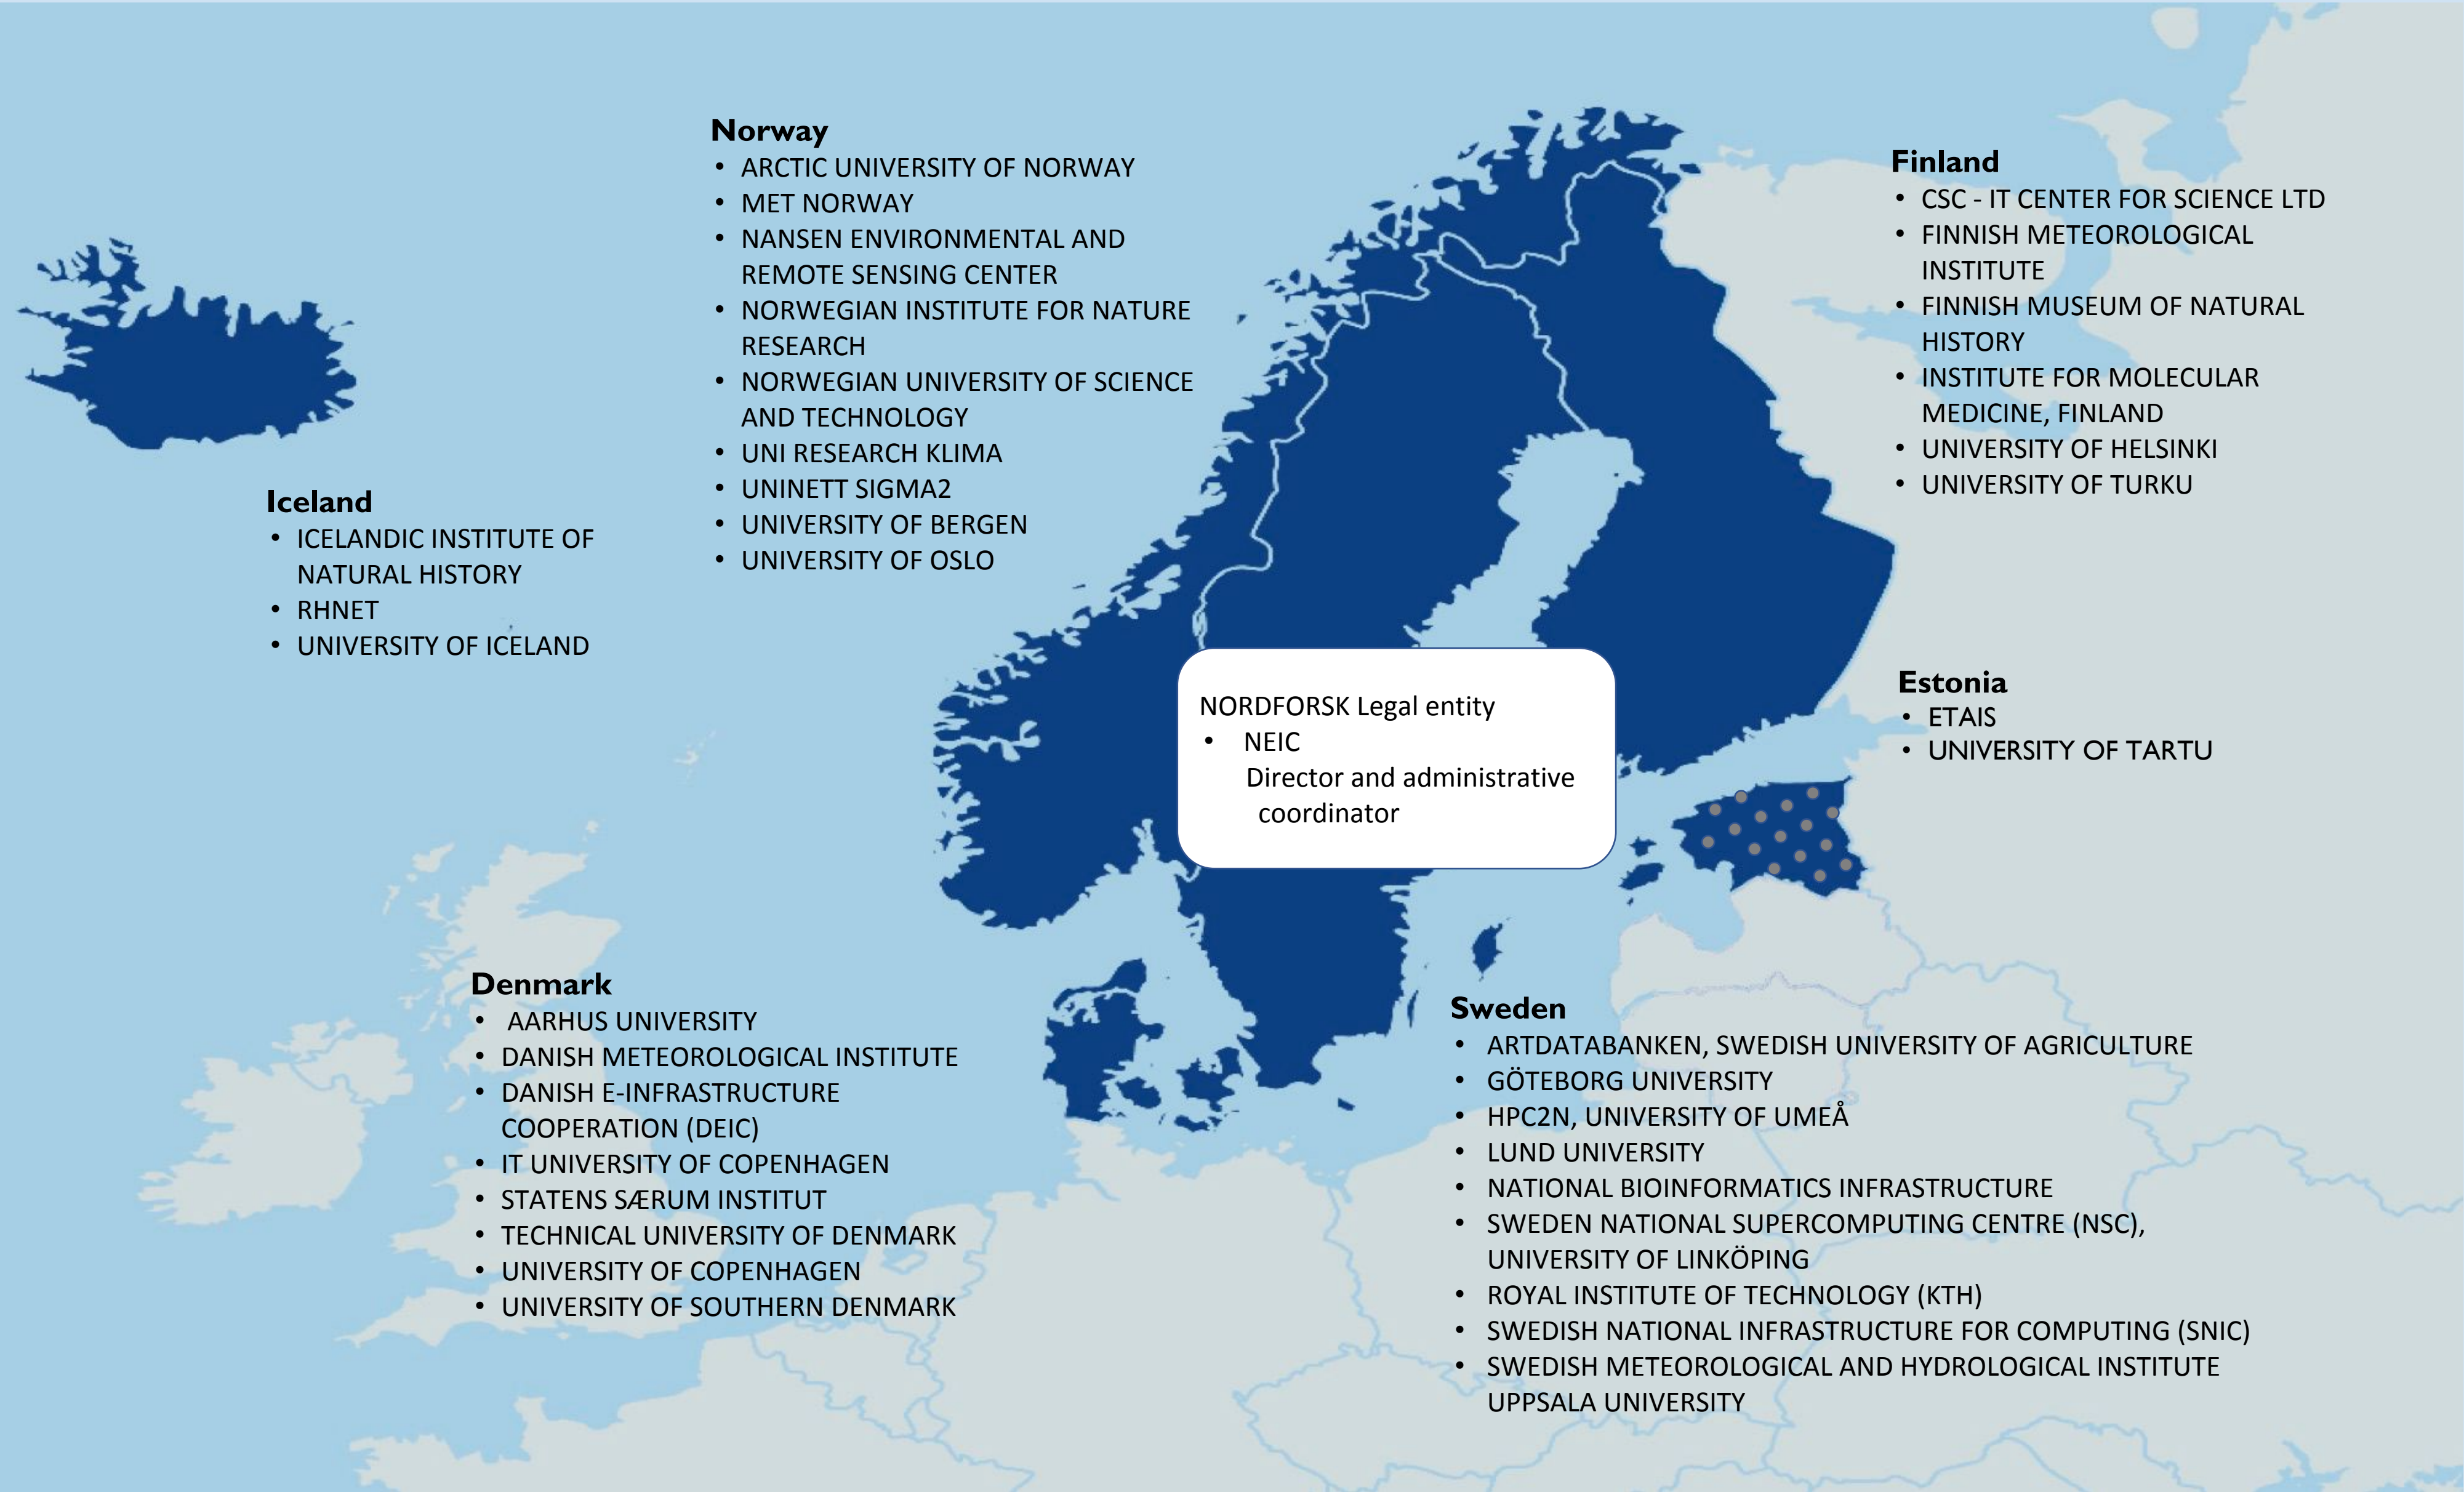 Norway
• ARCTIC UNIVERSITY OF NORWAY
• MET NORWAY
• NANSEN ENVIRONMENTAL AND
REMOTE SENSING CENTER
• NORWEGIAN INSTITUTE FOR NATURE
RESEARCH
• NORWEGIAN UNIVERSITY OF SCIENCE
AND TECHNOLOGY
• UNI RESEARCH KLIMA
• UNINETT SIGMA2
• UNIVERSITY OF BERGEN
• UNIVERSITY OF OSLO
Finland
• CSC - IT CENTER FOR SCIENCE LTD
• FINNISH METEOROLOGICAL
INSTITUTE
• FINNISH MUSEUM OF NATURAL
HISTORY
• INSTITUTE FOR MOLECULAR
MEDICINE, FINLAND
• UNIVERSITY OF HELSINKI
• UNIVERSITY OF TURKU
Iceland
• ICELANDIC INSTITUTE OF
NATURAL HISTORY
• RHNET
• UNIVERSITY OF ICELAND
NORDFORSK Legal entity
• NEIC
Director and administrative
coordinator
Estonia
• ETAIS
• UNIVERSITY OF TARTU
Denmark
• AARHUS UNIVERSITY
• DANISH METEOROLOGICAL INSTITUTE
• DANISH E-INFRASTRUCTURE
COOPERATION (DEIC)
• IT UNIVERSITY OF COPENHAGEN
• STATENS SÆRUM INSTITUT
• TECHNICAL UNIVERSITY OF DENMARK
• UNIVERSITY OF COPENHAGEN
• UNIVERSITY OF SOUTHERN DENMARK
Sweden
• ARTDATABANKEN, SWEDISH UNIVERSITY OF AGRICULTURE
• GÖTEBORG UNIVERSITY
• HPC2N, UNIVERSITY OF UMEÅ
• LUND UNIVERSITY
• NATIONAL BIOINFORMATICS INFRASTRUCTURE
• SWEDEN NATIONAL SUPERCOMPUTING CENTRE (NSC),
UNIVERSITY OF LINKÖPING
• ROYAL INSTITUTE OF TECHNOLOGY (KTH)
• SWEDISH NATIONAL INFRASTRUCTURE FOR COMPUTING (SNIC)
• SWEDISH METEOROLOGICAL AND HYDROLOGICAL INSTITUTE
UPPSALA UNIVERSITY